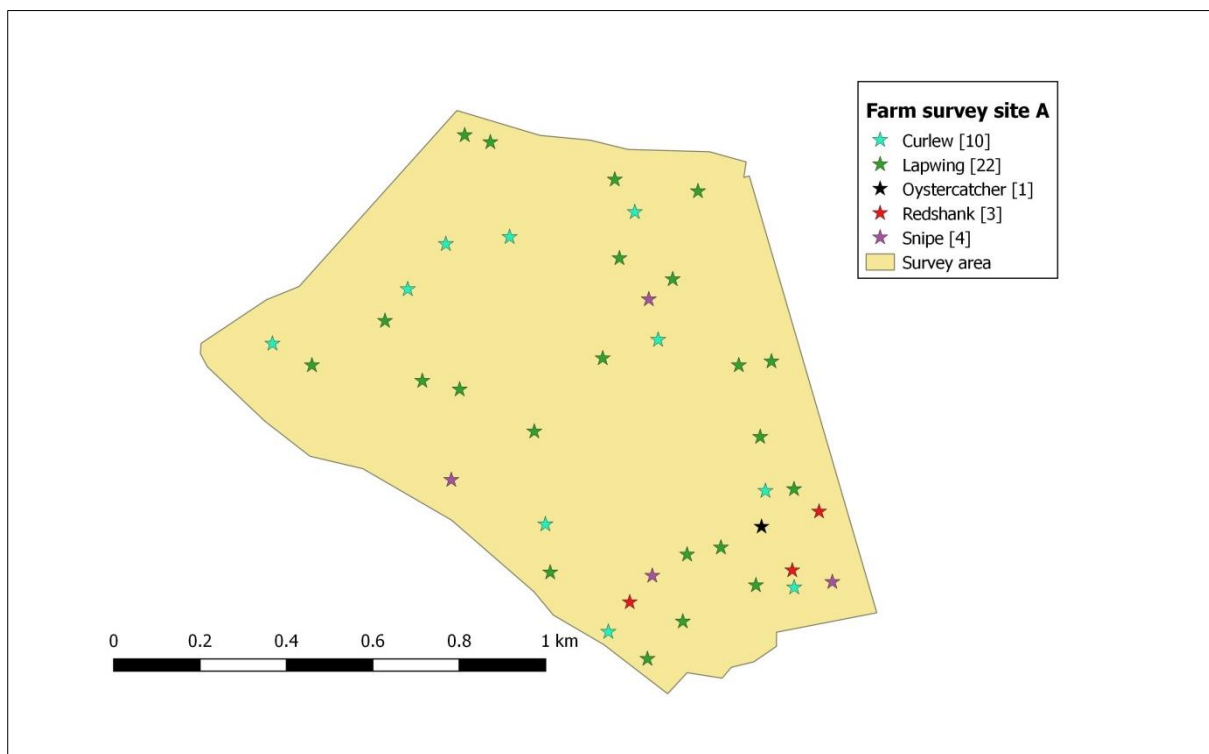 Farm survey site A
Curlew [10]
Lapwing [22]
Oystercatcher [1]
Redshank [3]
Snipe [4]
Survey area
0 0.2 0.4 0.6 0.8 1 km